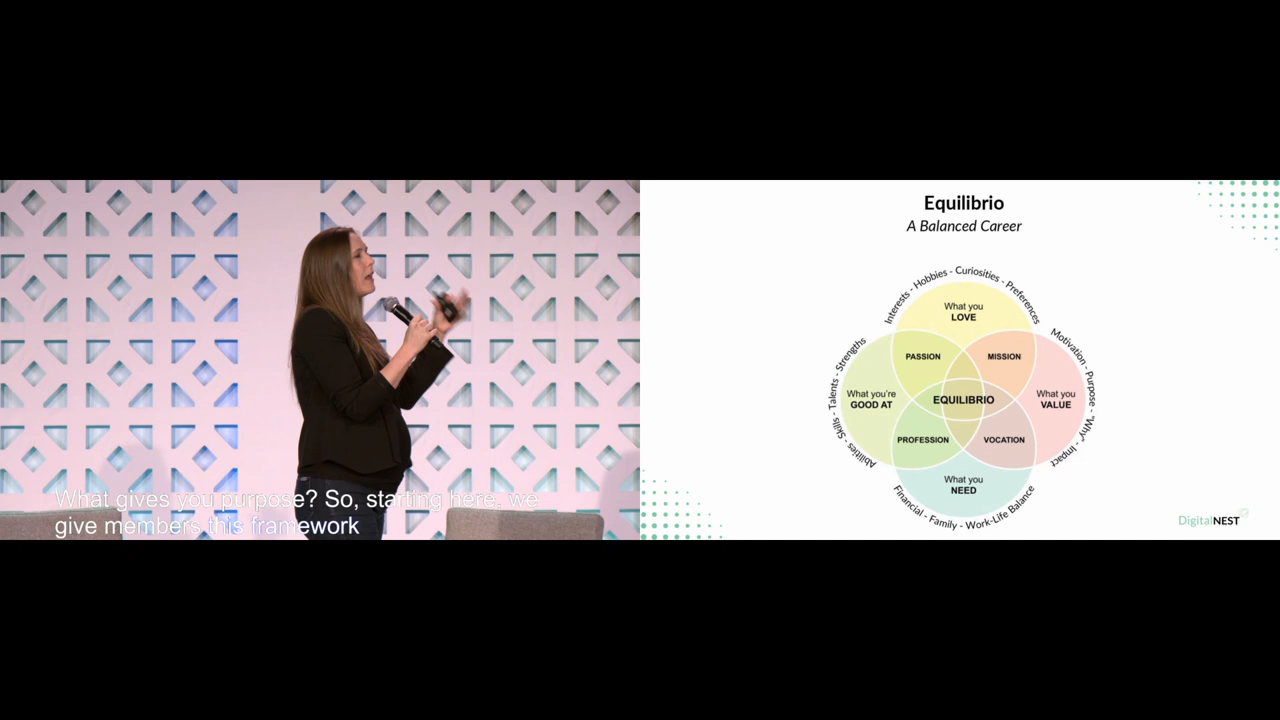 What gives you purpose? So, starting here, we
give members this framework
Equilibrio
A Balanced Career
Interests - Hobbies - Curiosities - Preferences
Motivation - Purpose - "Why" - Impact
Abilities - Skills - Talents - Strengths
Financial - Family - Work-Life Balance
What you
LOVE
PASSION
MISSION
What you're
GOOD AT
EQUILIBRIO
What you
VALUE
PROFESSION
VOCATION
What you
NEED
DigitalNEST